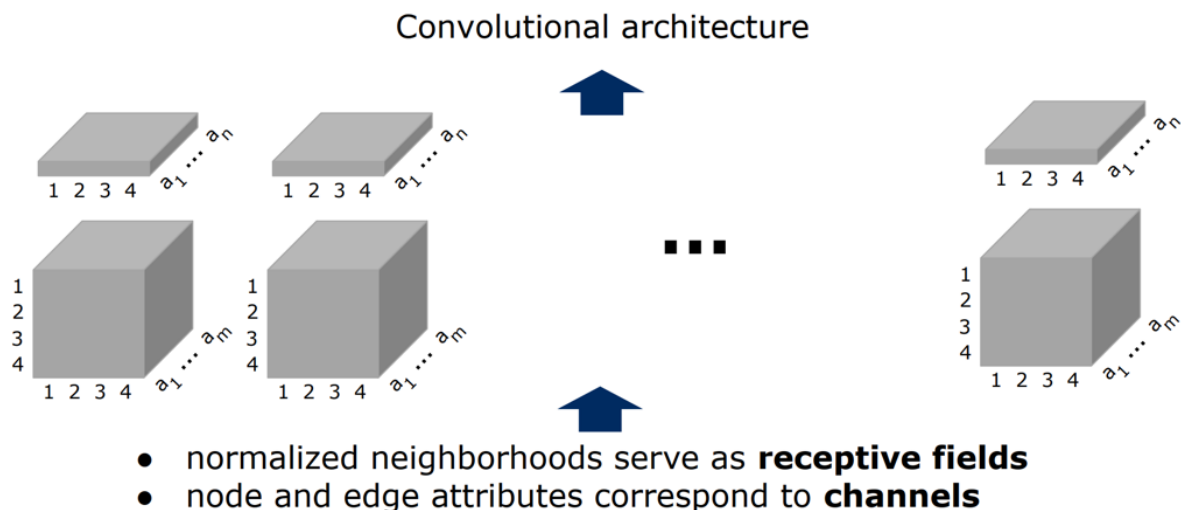 Convolutional architecture
1 2 3 4 a1 ... an
1 2 3 4 a1 ... an
...
1 2 3 4 a1 ... an
1
2
3
4
1 2 3 4 a1 ... am
1
2
3
4
1 2 3 4 a1 ... am
1
2
3
4
1 2 3 4 a1 ... am
● normalized neighborhoods serve as receptive fields
● node and edge attributes correspond to channels